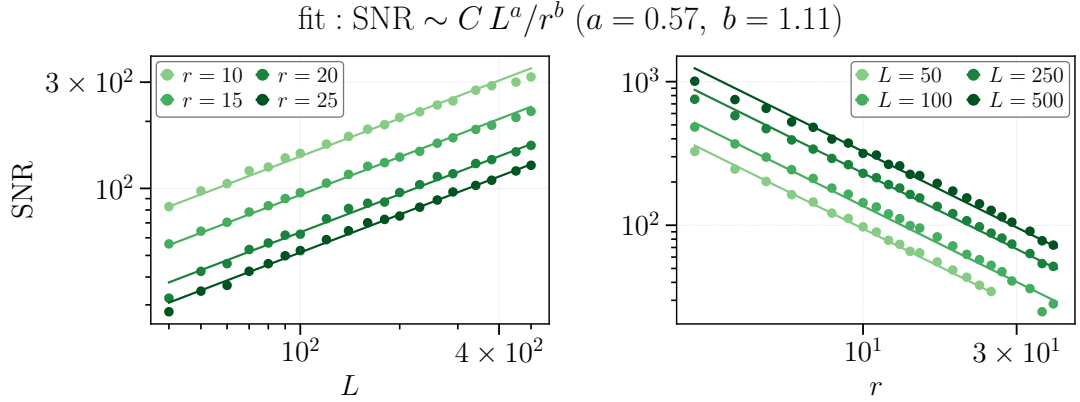 fit : SNR ∼ C L^a/r^b (a = 0.57, b = 1.11)
SNR
3 × 10^2
10^2
r = 10 r = 20
r = 15 r = 25
10^2 4 × 10^2
L
10^3
10^2
L = 50 L = 250
L = 100 L = 500
10^1 3 × 10^1
r